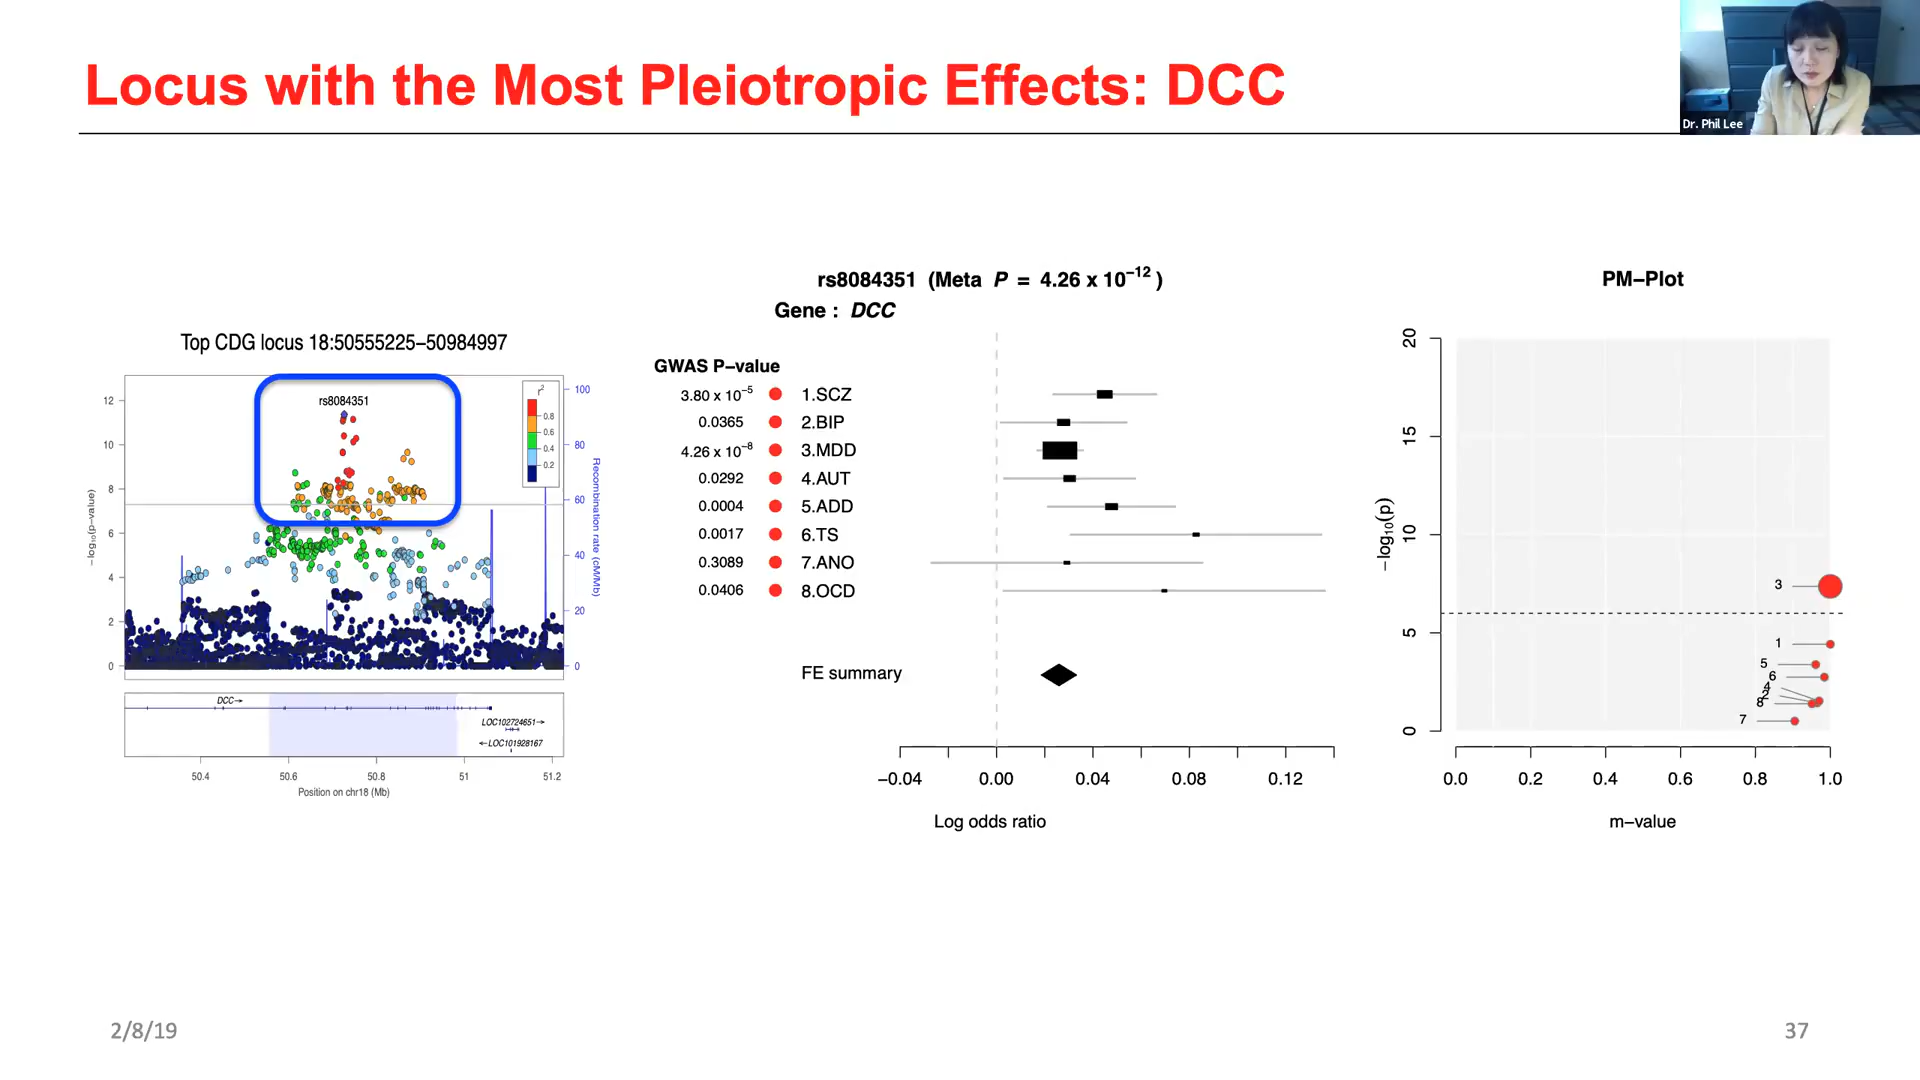 Locus with the Most Pleiotropic Effects: DCC
Dr. Phil Lee
Top CDG locus 18:50555225–50984997
rs8084351
r²
0.8
0.6
0.4
0.2
12
10
8
6
4
2
0
−log₁₀(p−value)
100
80
60
40
20
0
Recombination rate (cM/Mb)
DCC→
LOC102724651→
←LOC101928167
50.4 50.6 50.8 51 51.2
Position on chr18 (Mb)
rs8084351 (Meta P = 4.26 x 10⁻¹² )
Gene : DCC
GWAS P−value
3.80 x 10⁻⁵ 1.SCZ
0.0365 2.BIP
4.26 x 10⁻⁸ 3.MDD
0.0292 4.AUT
0.0004 5.ADD
0.0017 6.TS
0.3089 7.ANO
0.0406 8.OCD
FE summary
−0.04 0.00 0.04 0.08 0.12
Log odds ratio
PM−Plot
20
15
10
5
0
−log₁₀(p)
3
1
5
6
4
2
8
7
0.0 0.2 0.4 0.6 0.8 1.0
m−value
2/8/19
37